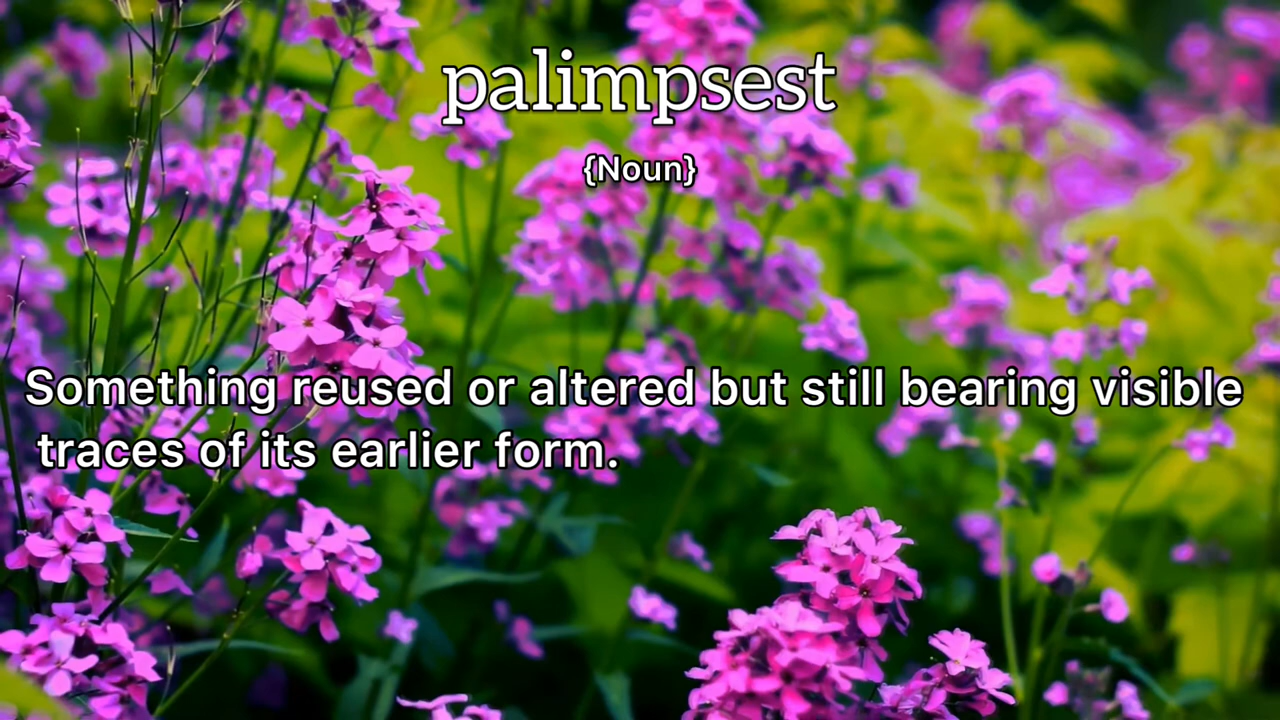 palimpsest
{Noun}
Something reused or altered but still bearing visible
traces of its earlier form.